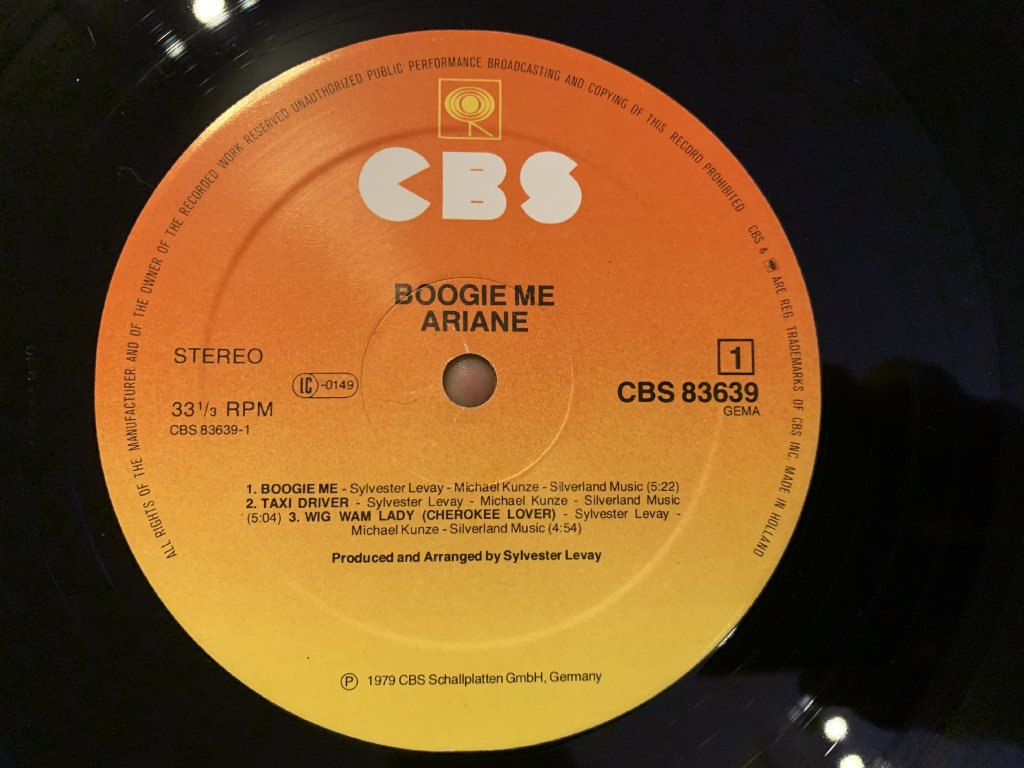 ALL RIGHTS OF THE MANUFACTURER AND OF THE OWNER OF THE RECORDED WORK RESERVED UNAUTHORIZED PUBLIC PERFORMANCE BROADCASTING AND COPYING OF THIS RECORD PROHIBITED CBS & ARE REG. TRADEMARKS OF CBS INC. MADE IN HOLLAND
CBS
BOOGIE ME
ARIANE
STEREO
LC-0149
33 1/3 RPM
CBS 83639-1
1
CBS 83639
GEMA
1. BOOGIE ME - Sylvester Levay - Michael Kunze - Silverland Music (5:22)
2. TAXI DRIVER - Sylvester Levay - Michael Kunze - Silverland Music
(5:04) 3. WIG WAM LADY (CHEROKEE LOVER) - Sylvester Levay -
Michael Kunze - Silverland Music (4:54)
Produced and Arranged by Sylvester Levay
℗ 1979 CBS Schallplatten GmbH, Germany